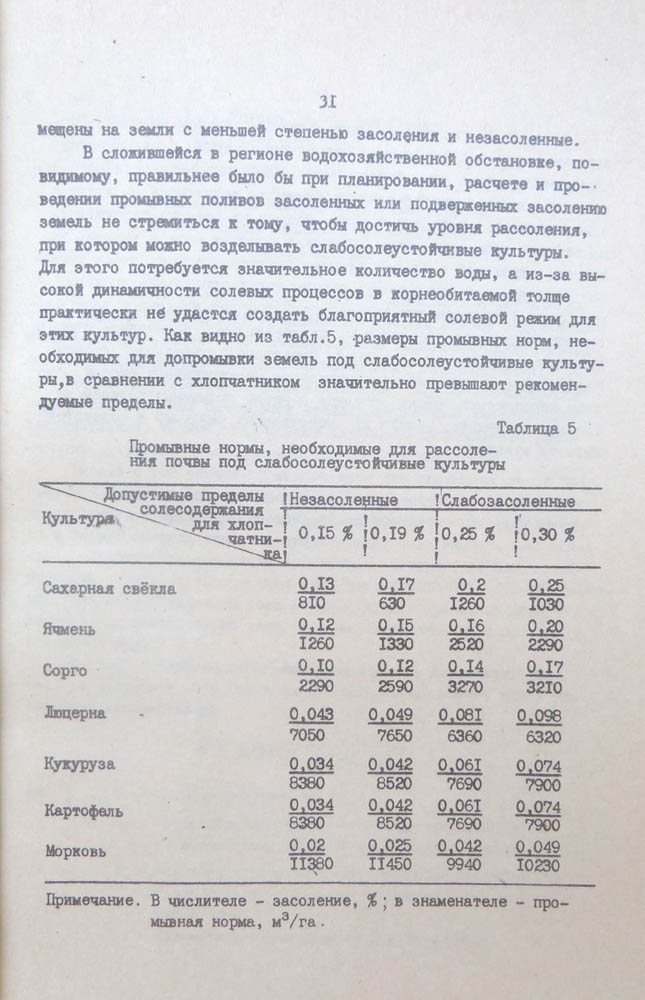 31
мещены на земли с меньшей степенью засоления и незасоленные.
В сложившейся в регионе водохозяйственной обстановке, по-
видимому, правильнее было бы при планировании, расчете и про-
ведении промывных поливов засоленных или подверженных засолению
земель не стремиться к тому, чтобы достичь уровня рассоления,
при котором можно возделывать слабосолеустойчивые культуры.
Для этого потребуется значительное количество воды, а из-за вы-
сокой динамичности солевых процессов в корнеобитаемой толще
практически не удастся создать благоприятный солевой режим для
этих культур. Как видно из табл.5, размеры промывных норм, не-
обходимых для допромывки земель под слабосолеустойчивые культу-
ры,в сравнении с хлопчатником значительно превышают рекомен-
дуемые пределы.
Таблица 5
Промывные нормы, необходимые для рассоле-
ния почвы под слабосолеустойчивые культуры
Допустимые пределы ! Незасоленные ! Слабозасоленные
солесодержания
Культура для хлоп- ! 0,15 % ! 0,19 % ! 0,25 % ! 0,30 %
чатни-!
ка!
Сахарная свёкла 0,13 0,17 0,2 0,25
810 630 1260 1030
Ячмень 0,12 0,15 0,16 0,20
1260 1330 2520 2290
Сорго 0,10 0,12 0,14 0,17
2290 2590 3270 3210
Люцерна 0,043 0,049 0,081 0,098
7050 7650 6360 6320
Кукуруза 0,034 0,042 0,061 0,074
8380 8520 7690 7900
Картофель 0,034 0,042 0,061 0,074
8380 8520 7690 7900
Морковь 0,02 0,025 0,042 0,049
11380 11450 9940 10230
Примечание. В числителе - засоление, %; в знаменателе - про-
мывная норма, м³/га.